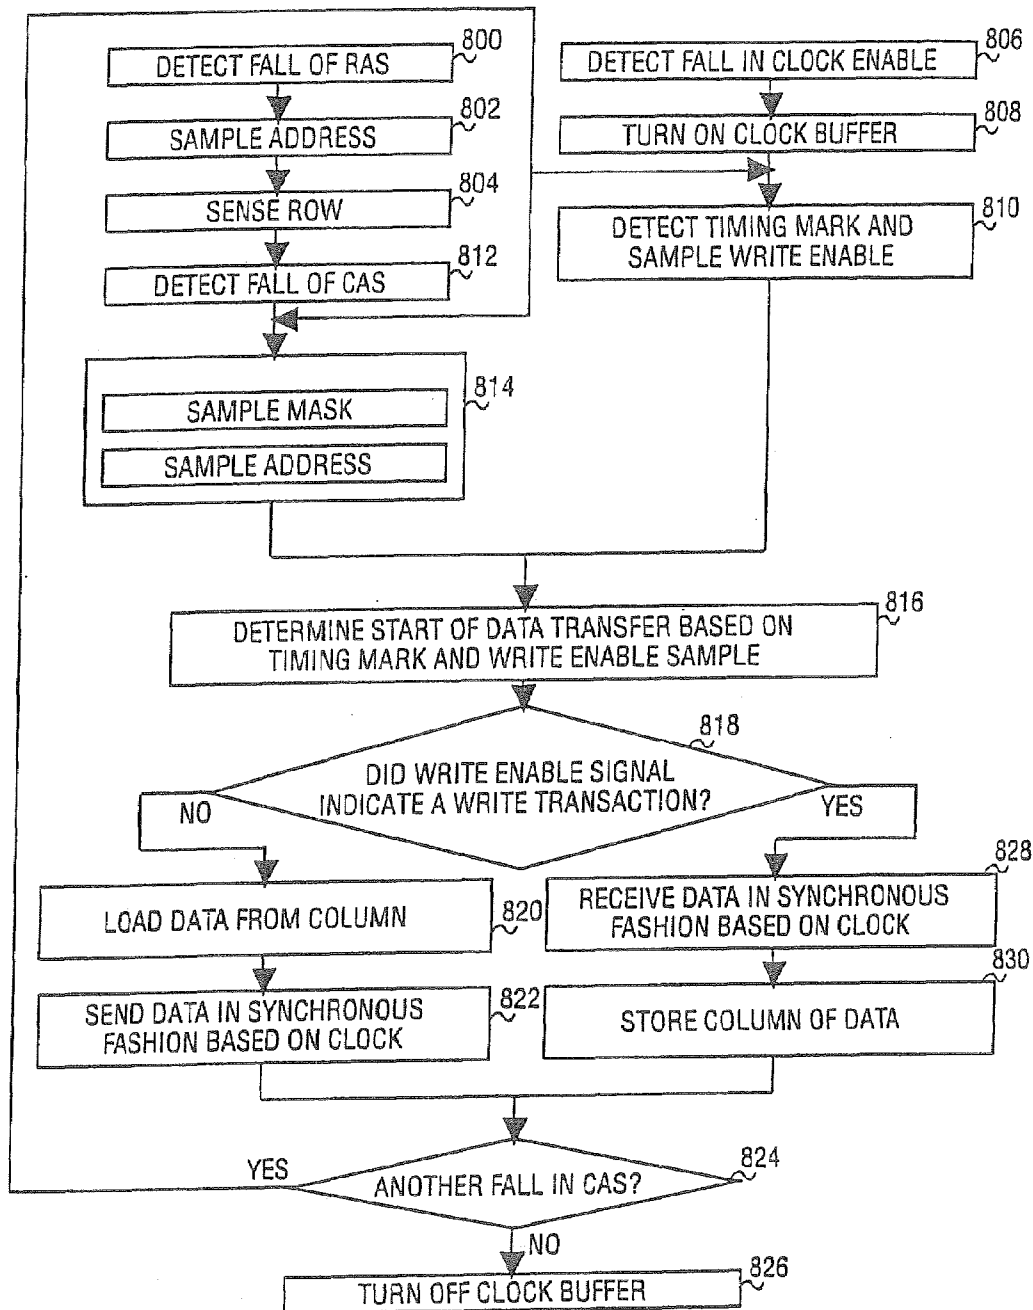 800
DETECT FALL OF RAS
802
SAMPLE ADDRESS
804
SENSE ROW
812
DETECT FALL OF CAS
806
DETECT FALL IN CLOCK ENABLE
808
TURN ON CLOCK BUFFER
810
DETECT TIMING MARK AND
SAMPLE WRITE ENABLE
814
SAMPLE MASK
SAMPLE ADDRESS
816
DETERMINE START OF DATA TRANSFER BASED ON
TIMING MARK AND WRITE ENABLE SAMPLE
818
DID WRITE ENABLE SIGNAL
INDICATE A WRITE TRANSACTION?
NO
YES
LOAD DATA FROM COLUMN
820
SEND DATA IN SYNCHRONOUS
FASHION BASED ON CLOCK
822
828
RECEIVE DATA IN SYNCHRONOUS
FASHION BASED ON CLOCK
830
STORE COLUMN OF DATA
YES
ANOTHER FALL IN CAS?
824
NO
826
TURN OFF CLOCK BUFFER